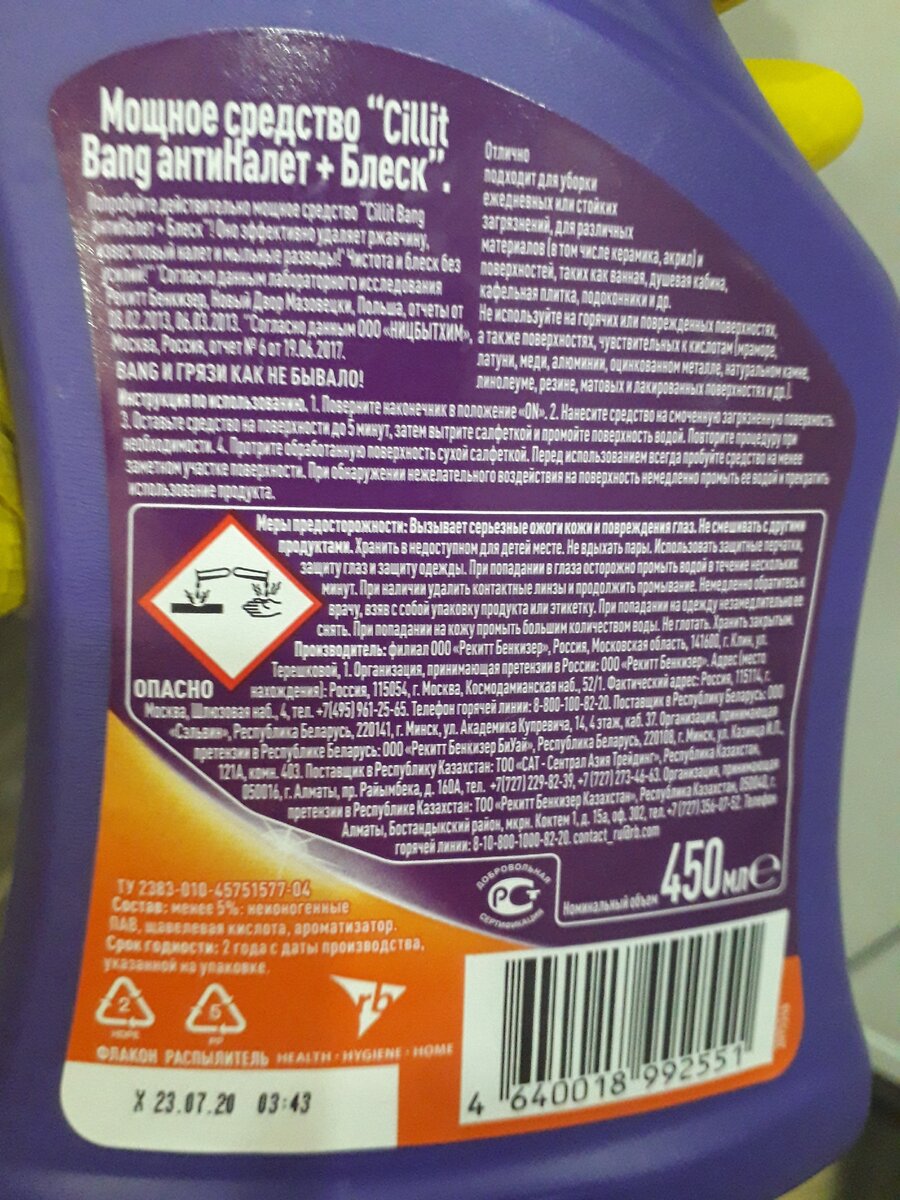 Мощное средство "Cillit
Bang антиНалет + Блеск".
Попробуйте действительно мощное средство "Cillit Bang
антиНалет + Блеск"! Оно эффективно удаляет ржавчину,
известковый налет и мыльные разводы!* Чистота и блеск без
усилий!** *Согласно данным лабораторного исследования
Рекитт Бенкизер, Новый Двор Мазовецки, Польша, отчеты от
08.02.2013, 06.03.2013. **Согласно данным ООО «НИЦБЫТХИМ»,
Москва, Россия, отчет № 6 от 19.06.2017.
BANG И ГРЯЗИ КАК НЕ БЫВАЛО!
Отлично
подходит для уборки
ежедневных или стойких
загрязнений, для различных
материалов (в том числе керамика, акрил) и
поверхностей, таких как ванная, душевая кабина,
кафельная плитка, подоконники и др.
Не используйте на горячих или поврежденных поверхностях,
а также поверхностях, чувствительных к кислотам (мраморе,
латуни, меди, алюминии, оцинкованном металле, натуральном камне,
линолеуме, резине, матовых и лакированных поверхностях и др.).
Инструкция по использованию. 1. Поверните наконечник в положение «ON». 2. Нанесите средство на смоченную загрязненную поверхность.
3. Оставьте средство на поверхности до 5 минут, затем вытрите салфеткой и промойте поверхность водой. Повторите процедуру при
необходимости. 4. Протрите обработанную поверхность сухой салфеткой. Перед использованием всегда пробуйте средство на менее
заметном участке поверхности. При обнаружении нежелательного воздействия на поверхность немедленно промыть ее водой и прекратить
использование продукта.
Меры предосторожности: Вызывает серьезные ожоги кожи и повреждения глаз. Не смешивать с другими
продуктами. Хранить в недоступном для детей месте. Не вдыхать пары. Использовать защитные перчатки,
защиту глаз и защиту одежды. При попадании в глаза осторожно промыть водой в течение нескольких
минут. При наличии удалить контактные линзы и продолжить промывание. Немедленно обратитесь к
врачу, взяв с собой упаковку продукта или этикетку. При попадании на одежду незамедлительно ее
снять. При попадании на кожу промыть большим количеством воды. Не глотать. Хранить закрытым.
Производитель: филиал ООО «Рекитт Бенкизер», Россия, Московская область, 141600, г. Клин, ул.
Терешковой, 1. Организация, принимающая претензии в России: ООО «Рекитт Бенкизер». Адрес (место
нахождения): Россия, 115054, г. Москва, Космодамианская наб., 52/1. Фактический адрес: Россия, 115114, г.
Москва, Шлюзовая наб., 4, тел. +7(495) 961-25-65. Телефон горячей линии: 8-800-100-82-20. Поставщик в Республику Беларусь: ООО
«Сэльвин», Республика Беларусь, 220141, г. Минск, ул. Академика Купревича, 14, 4 этаж, каб. 37. Организация, принимающая
претензии в Республике Беларусь: ООО «Рекитт Бенкизер БиУай», Республика Беларусь, 220108, г. Минск, ул. Казинца И.П.,
121А, комн. 403. Поставщик в Республику Казахстан: ТОО «САТ - Сентрал Азия Трейдинг», Республика Казахстан,
050016, г. Алматы, пр. Райымбека, д. 160А, тел. +7(727) 229-82-39, +7(727) 273-46-63. Организация, принимающая
претензии в Республике Казахстан: ТОО «Рекитт Бенкизер Казахстан», Республика Казахстан, 050040, г.
Алматы, Бостандыкский район, мкрн. Коктем 1, д. 15а, оф. 302, тел. +7(727) 356-07-52. Телефон
горячей линии: 8-10-800-1000-82-20. contact_ru@rb.com
ОПАСНО
ДОБРОВОЛЬНАЯ
РСТ
СЕРТИФИКАЦИЯ
Номинальный объем 450мл℮
ТУ 2383-010-45751577-04
Состав: менее 5%: неионогенные
ПАВ, щавелевая кислота, ароматизатор.
Срок годности: 2 года с даты производства,
указанной на упаковке.
2
HDPE
5
PP
rb
ФЛАКОН РАСПЫЛИТЕЛЬ HEALTH · HYGIENE · HOME
X 23.07.20 03:43
4 640018 992551